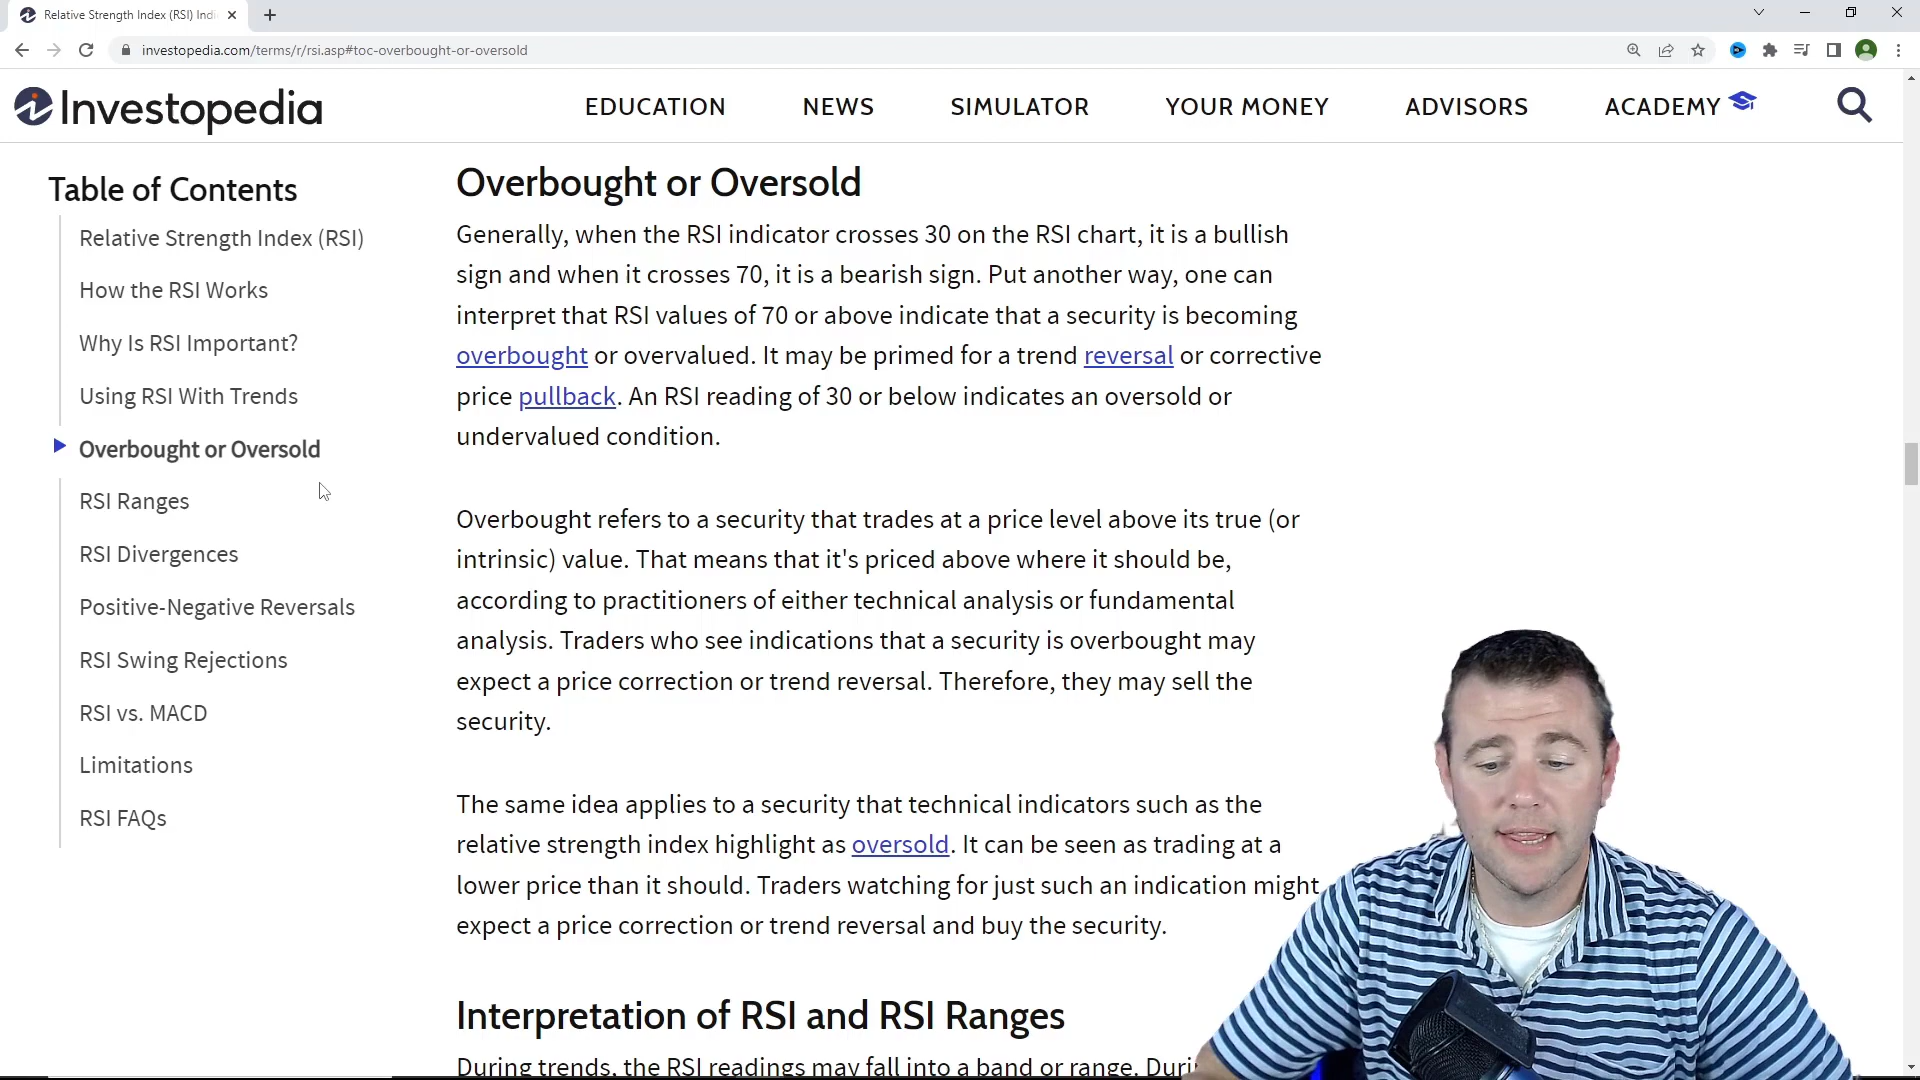 Relative Strength Index (RSI) Indi
investopedia.com/terms/r/rsi.asp#toc-overbought-or-oversold
Investopedia
EDUCATION NEWS SIMULATOR YOUR MONEY ADVISORS ACADEMY
Table of Contents
Relative Strength Index (RSI)
How the RSI Works
Why Is RSI Important?
Using RSI With Trends
Overbought or Oversold
RSI Ranges
RSI Divergences
Positive-Negative Reversals
RSI Swing Rejections
RSI vs. MACD
Limitations
RSI FAQs
Overbought or Oversold
Generally, when the RSI indicator crosses 30 on the RSI chart, it is a bullish
sign and when it crosses 70, it is a bearish sign. Put another way, one can
interpret that RSI values of 70 or above indicate that a security is becoming
overbought or overvalued. It may be primed for a trend reversal or corrective
price pullback. An RSI reading of 30 or below indicates an oversold or
undervalued condition.
Overbought refers to a security that trades at a price level above its true (or
intrinsic) value. That means that it's priced above where it should be,
according to practitioners of either technical analysis or fundamental
analysis. Traders who see indications that a security is overbought may
expect a price correction or trend reversal. Therefore, they may sell the
security.
The same idea applies to a security that technical indicators such as the
relative strength index highlight as oversold. It can be seen as trading at a
lower price than it should. Traders watching for just such an indication might
expect a price correction or trend reversal and buy the security.
Interpretation of RSI and RSI Ranges
During trends, the RSI readings may fall into a band or range. Duri